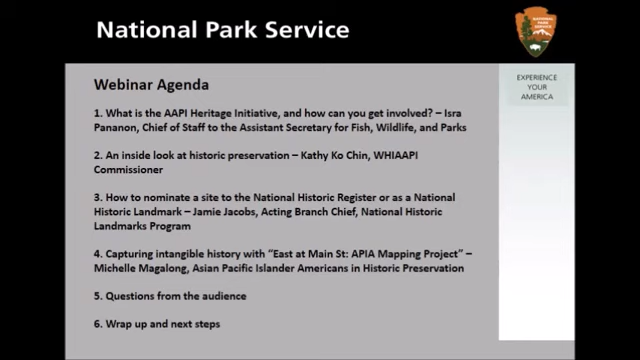 National Park Service
NATIONAL
PARK
SERVICE
EXPERIENCE
YOUR
AMERICA
Webinar Agenda
1. What is the AAPI Heritage Initiative, and how can you get involved? – Isra
Pananon, Chief of Staff to the Assistant Secretary for Fish, Wildlife, and Parks
2. An inside look at historic preservation – Kathy Ko Chin, WHIAAPI
Commissioner
3. How to nominate a site to the National Historic Register or as a National
Historic Landmark – Jamie Jacobs, Acting Branch Chief, National Historic
Landmarks Program
4. Capturing intangible history with “East at Main St: APIA Mapping Project” –
Michelle Magalong, Asian Pacific Islander Americans in Historic Preservation
5. Questions from the audience
6. Wrap up and next steps